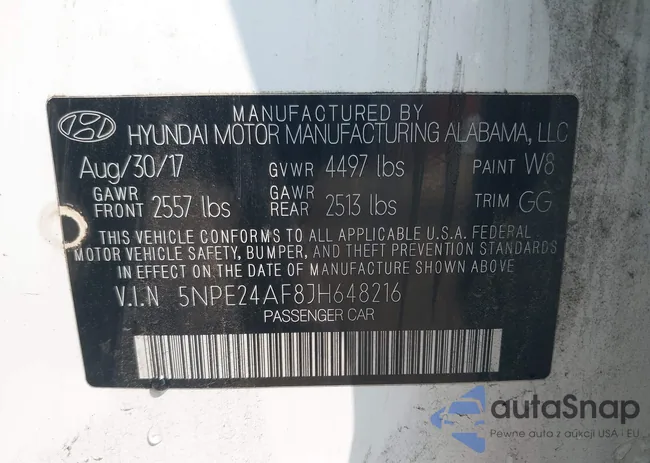 MANUFACTURED BY
HYUNDAI MOTOR MANUFACTURING ALABAMA, LLC
Aug/30/17 GVWR 4497 lbs PAINT W8
GAWR FRONT 2557 lbs GAWR REAR 2513 lbs TRIM GG
THIS VEHICLE CONFORMS TO ALL APPLICABLE U.S.A. FEDERAL
MOTOR VEHICLE SAFETY, BUMPER, AND THEFT PREVENTION STANDARDS
IN EFFECT ON THE DATE OF MANUFACTURE SHOWN ABOVE
V.I.N 5NPE24AF8JH648216
PASSENGER CAR
autaSnap
Pewne auta z aukcji USA i EU